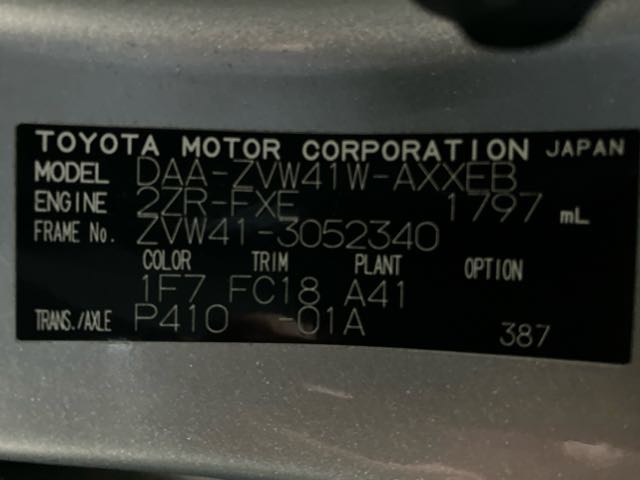 TOYOTA MOTOR CORPORATION JAPAN
MODEL DAA-ZVW41W-AXXEB
ENGINE 2ZR-FXE 1797 mL
FRAME No. ZVW41-3052340
COLOR TRIM PLANT OPTION
1F7 FC18 A41
TRANS./AXLE P410 -01A 387